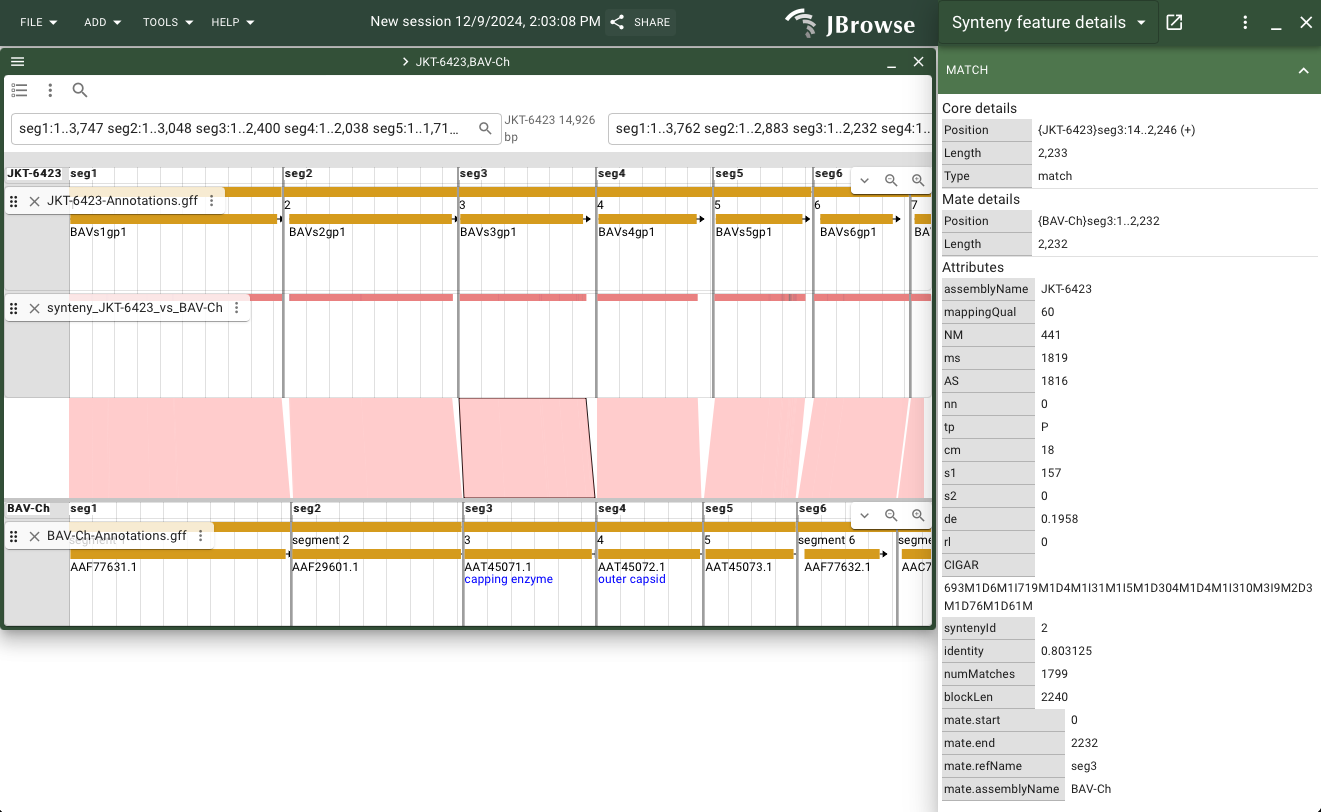 FILE ADD TOOLS HELP New session 12/9/2024, 2:03:08 PM SHARE JBrowse
JKT-6423,BAV-Ch
seg1:1..3,747 seg2:1..3,048 seg3:1..2,400 seg4:1..2,038 seg5:1..1,71... JKT-6423 14,926 bp seg1:1..3,762 seg2:1..2,883 seg3:1..2,232 seg4:1..
JKT-6423 seg1 seg2 seg3 seg4 seg5 seg6
JKT-6423-Annotations.gff 2 3 4 5 6 7
BAVs1gp1 BAVs2gp1 BAVs3gp1 BAVs4gp1 BAVs5gp1 BAVs6gp1 BA
synteny_JKT-6423_vs_BAV-Ch
BAV-Ch seg1 seg2 seg3 seg4 seg5 seg6
BAV-Ch-Annotations.gff segment 2 3 4 5 segment 6 segme
AAF77631.1 AAF29601.1 AAT45071.1 AAT45072.1 AAT45073.1 AAF77632.1 AAC7
capping enzyme outer capsid
Synteny feature details
MATCH
Core details
Position {JKT-6423}seg3:14..2,246 (+)
Length 2,233
Type match
Mate details
Position {BAV-Ch}seg3:1..2,232
Length 2,232
Attributes
assemblyName JKT-6423
mappingQual 60
NM 441
ms 1819
AS 1816
nn 0
tp P
cm 18
s1 157
s2 0
de 0.1958
rl 0
CIGAR
693M1D6M1I719M1D4M1I31M1I5M1D304M1D4M1I310M3I9M2D3
M1D76M1D61M
syntenyId 2
identity 0.803125
numMatches 1799
blockLen 2240
mate.start 0
mate.end 2232
mate.refName seg3
mate.assemblyName BAV-Ch